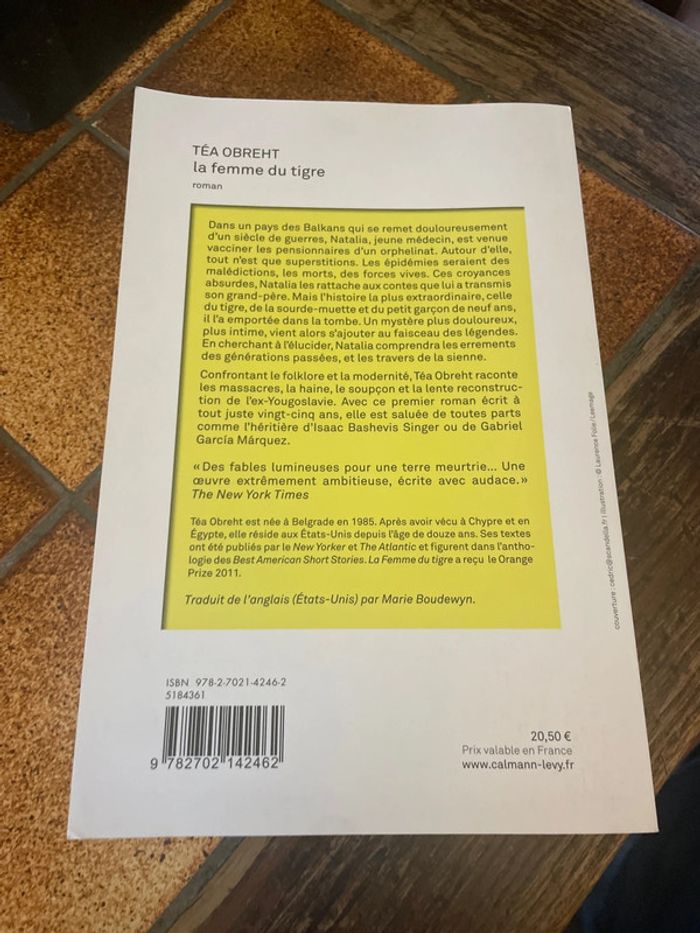 TÉA OBREHT
la femme du tigre
roman
Dans un pays des Balkans qui se remet douloureusement
d'un siècle de guerres, Natalia, jeune médecin, est venue
vacciner les pensionnaires d'un orphelinat. Autour d'elle,
tout n'est que superstitions. Les épidémies seraient des
malédictions, les morts, des forces vives. Ces croyances
absurdes, Natalia les rattache aux contes que lui a transmis
son grand-père. Mais l'histoire la plus extraordinaire, celle
du tigre, de la sourde-muette et du petit garçon de neuf ans,
il l'a emportée dans la tombe. Un mystère plus douloureux,
plus intime, vient alors s'ajouter au faisceau des légendes.
En cherchant à l'élucider, Natalia comprendra les errements
des générations passées, et les travers de la sienne.
Confrontant le folklore et la modernité, Téa Obreht raconte
les massacres, la haine, le soupçon et la lente reconstruc-
tion de l'ex-Yougoslavie. Avec ce premier roman écrit à
tout juste vingt-cinq ans, elle est saluée de toutes parts
comme l'héritière d'Isaac Bashevis Singer ou de Gabriel
García Márquez.
« Des fables lumineuses pour une terre meurtrie... Une
œuvre extrêmement ambitieuse, écrite avec audace. »
The New York Times
Téa Obreht est née à Belgrade en 1985. Après avoir vécu à Chypre et en
Égypte, elle réside aux États-Unis depuis l'âge de douze ans. Ses textes
ont été publiés par le New Yorker et The Atlantic et figurent dans l'antho-
logie des Best American Short Stories. La Femme du tigre a reçu le Orange
Prize 2011.
Traduit de l'anglais (États-Unis) par Marie Boudewyn.
couverture : cedric@scandella.fr | illustration : © Laurence Folie / Leemage
ISBN 978-2-7021-4246-2
5184361
9 782702 142462
20,50 €
Prix valable en France
www.calmann-levy.fr